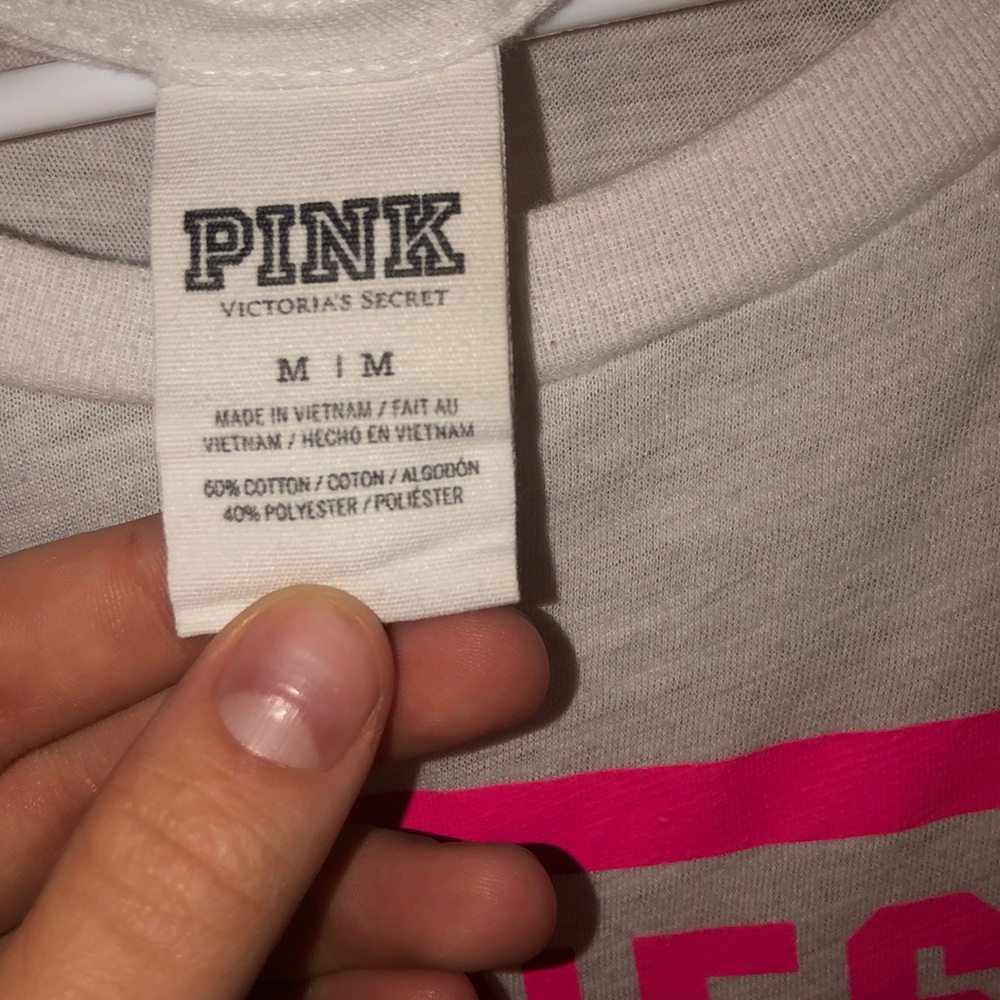 PINK
VICTORIA'S SECRET
M | M
MADE IN VIETNAM / FAIT AU
VIETNAM / HECHO EN VIETNAM
60% COTTON / COTON / ALGODÓN
40% POLYESTER / POLIÉSTER